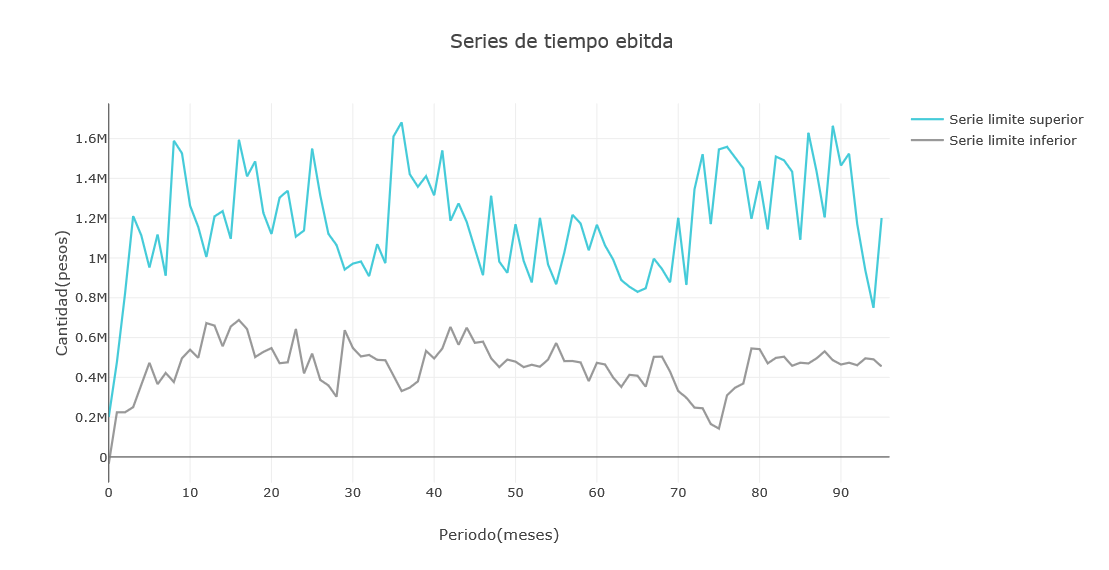 Series de tiempo ebitda
Serie limite superior
Serie limite inferior
Cantidad(pesos)
1.6M
1.4M
1.2M
1M
0.8M
0.6M
0.4M
0.2M
0
0 10 20 30 40 50 60 70 80 90
Periodo(meses)